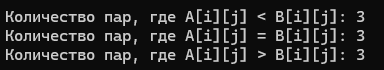 Количество пар, где A[i][j] < B[i][j]: 3
Количество пар, где A[i][j] = B[i][j]: 3
Количество пар, где A[i][j] > B[i][j]: 3